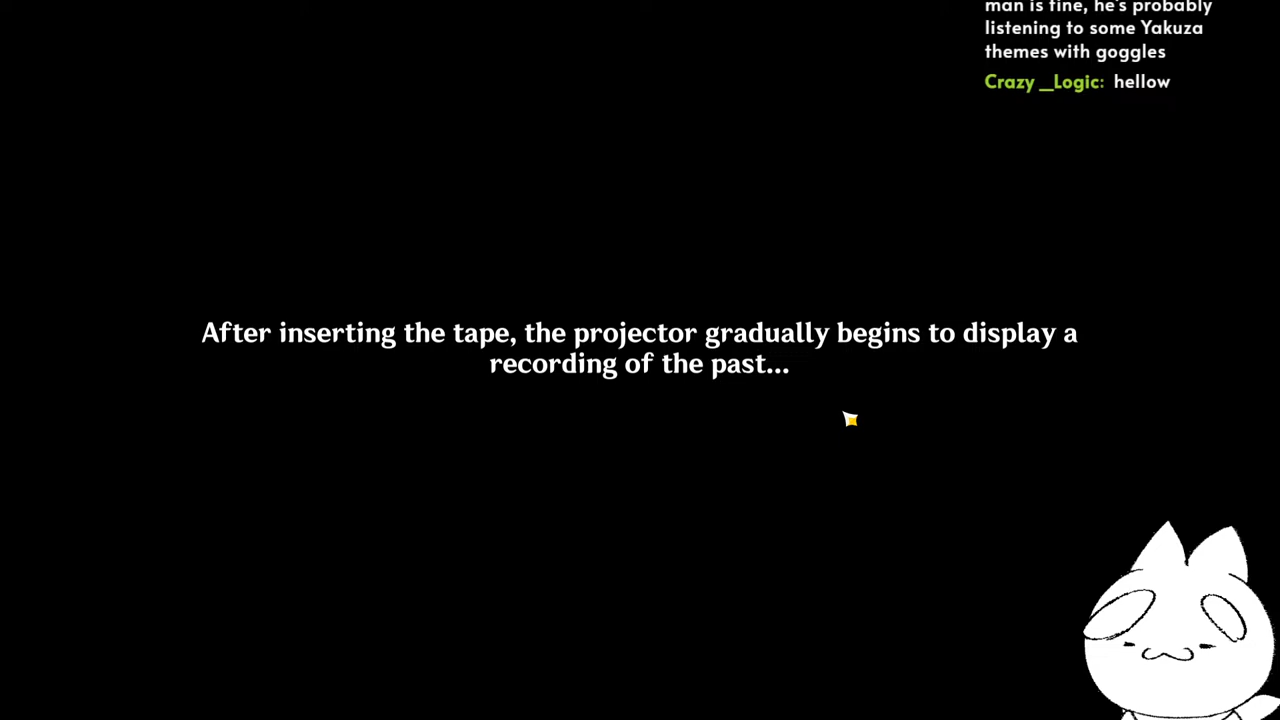 man is fine, he's probably
listening to some Yakuza
themes with goggles
Crazy _Logic: hellow
After inserting the tape, the projector gradually begins to display a
recording of the past...